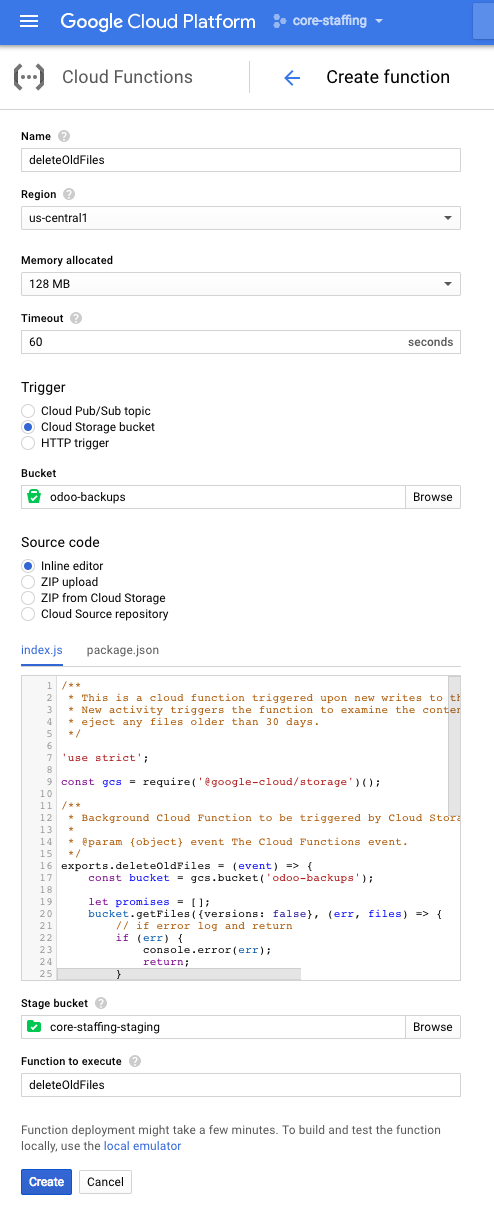 Google Cloud Platform core-staffing
Cloud Functions Create function
Name
deleteOldFiles
Region
us-central1
Memory allocated
128 MB
Timeout
60 seconds
Trigger
Cloud Pub/Sub topic
Cloud Storage bucket
HTTP trigger
Bucket
odoo-backups Browse
Source code
Inline editor
ZIP upload
ZIP from Cloud Storage
Cloud Source repository
index.js package.json
1 /**
2 * This is a cloud function triggered upon new writes to th
3 * New activity triggers the function to examine the conten
4 * eject any files older than 30 days.
5 */
6
7 'use strict';
8
9 const gcs = require('@google-cloud/storage')();
10
11 /**
12 * Background Cloud Function to be triggered by Cloud Stora
13 *
14 * @param {object} event The Cloud Functions event.
15 */
16 exports.deleteOldFiles = (event) => {
17 const bucket = gcs.bucket('odoo-backups');
18
19 let promises = [];
20 bucket.getFiles({versions: false}, (err, files) => {
21 // if error log and return
22 if (err) {
23 console.error(err);
24 return;
25 }
Stage bucket
core-staffing-staging Browse
Function to execute
deleteOldFiles
Function deployment might take a few minutes. To build and test the function
locally, use the local emulator
Create Cancel